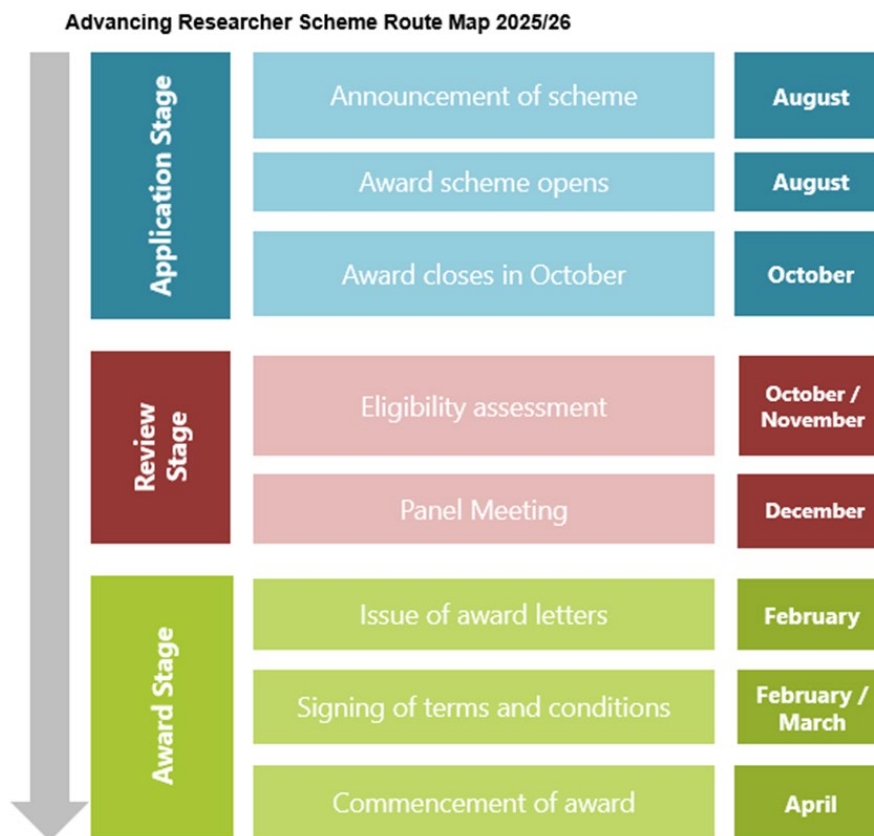 Advancing Researcher Scheme Route Map 2025/26
Application Stage
Announcement of scheme
August
Award scheme opens
August
Award closes in October
October
Review
Stage
Eligibility assessment
October /
November
Panel Meeting
December
Award Stage
Issue of award letters
February
Signing of terms and conditions
February /
March
Commencement of award
April